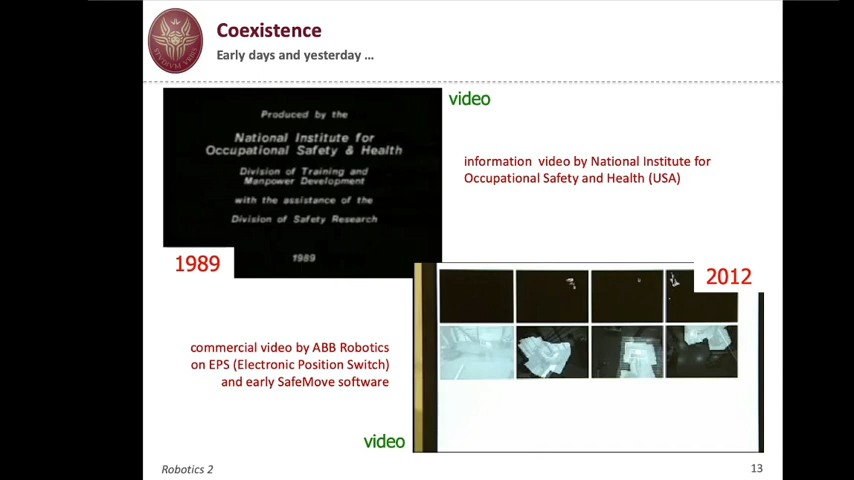 Coexistence
Early days and yesterday …
Produced by the
National Institute for
Occupational Safety & Health
Division of Training and
Manpower Development
with the assistance of the
Division of Safety Research
1989
1989
video
information video by National Institute for
Occupational Safety and Health (USA)
2012
commercial video by ABB Robotics
on EPS (Electronic Position Switch)
and early SafeMove software
video
Robotics 2
13